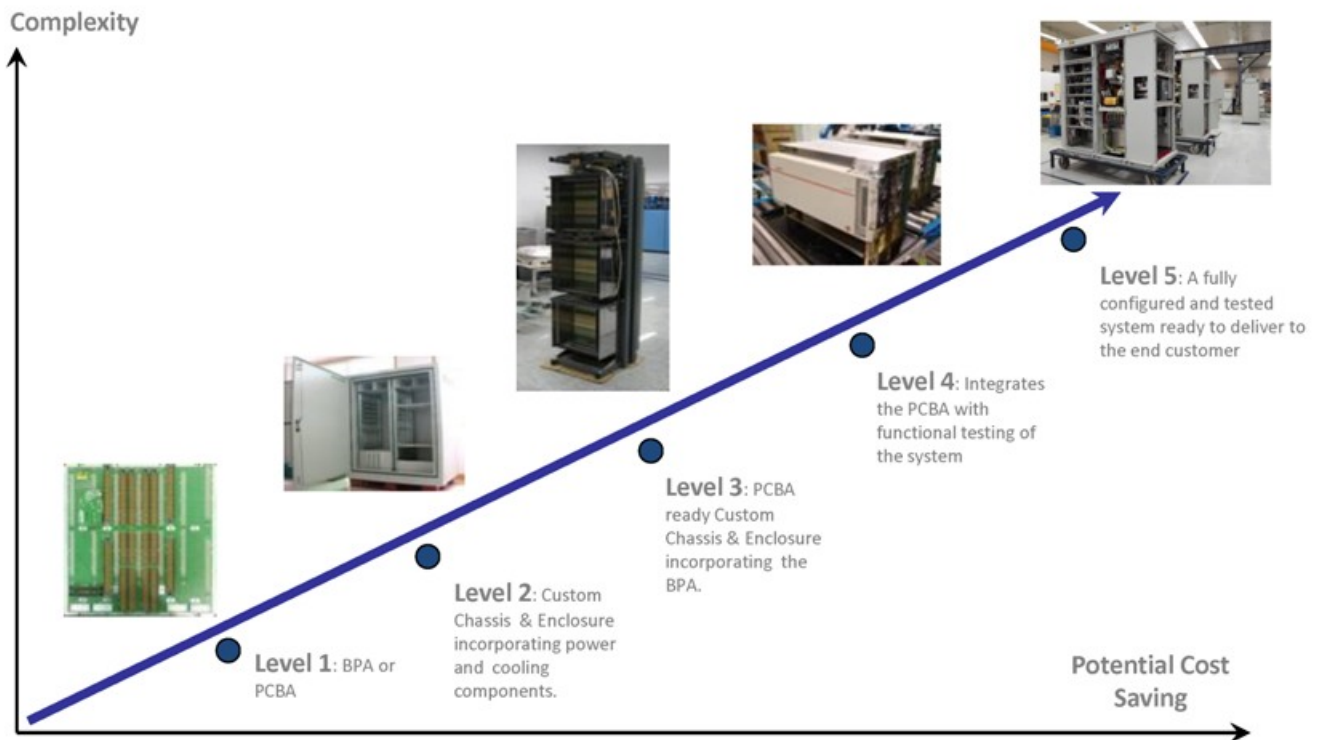 Complexity
Level 5: A fully
configured and tested
system ready to deliver to
the end customer
Level 4: Integrates
the PCBA with
functional testing of
the system
Level 3: PCBA
ready Custom
Chassis & Enclosure
incorporating the
BPA.
Level 2: Custom
Chassis & Enclosure
incorporating power
and cooling
components.
Level 1: BPA or
PCBA
Potential Cost
Saving